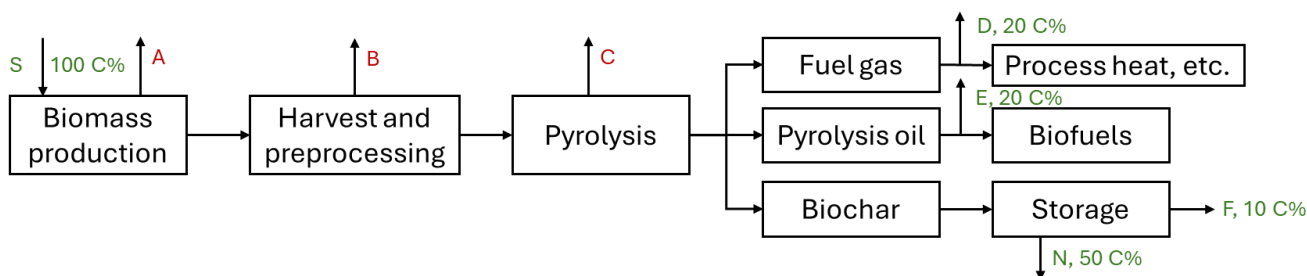 S
100 C%
A
B
C
D, 20 C%
Fuel gas
Process heat, etc.
E, 20 C%
Biomass
production
Harvest and
preprocessing
Pyrolysis
Pyrolysis oil
Biofuels
Biochar
Storage
F, 10 C%
N, 50 C%